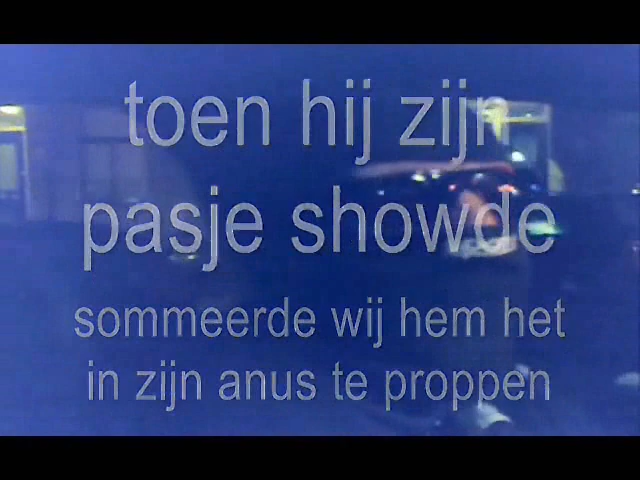 toen hij zijn
pasje showde
sommeerde wij hem het
in zijn anus te proppen